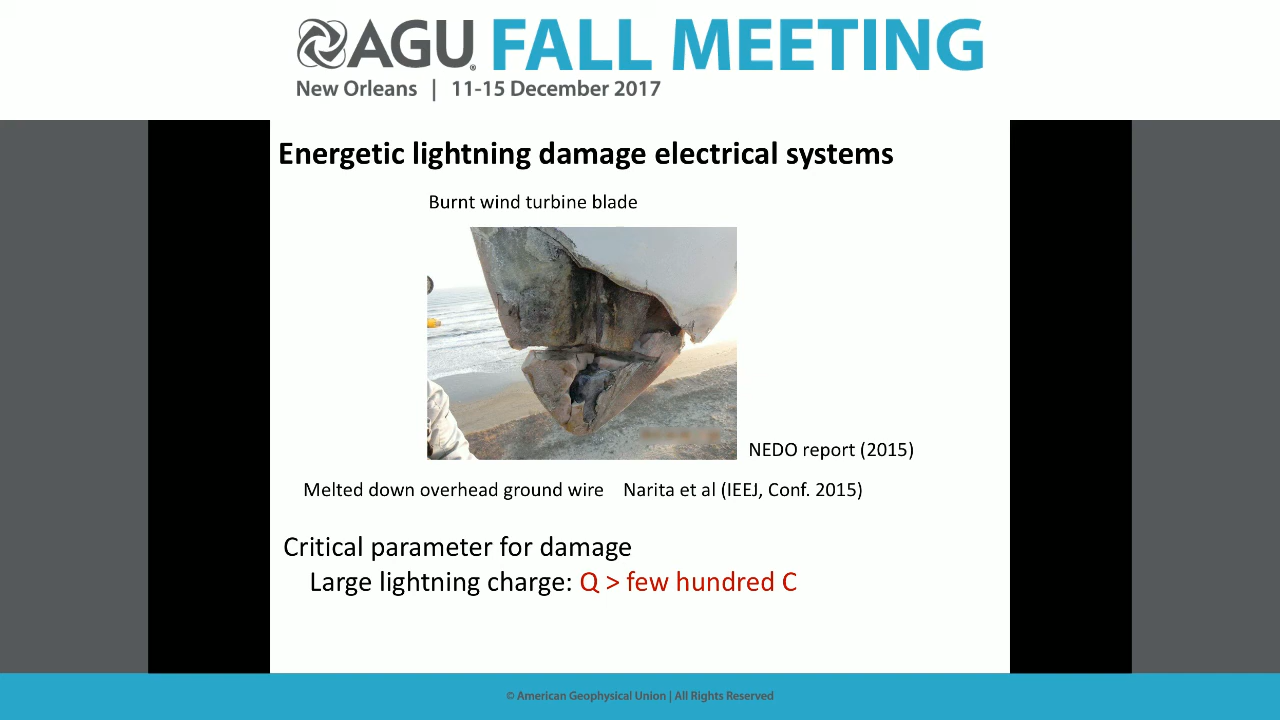 AGU FALL MEETING
New Orleans | 11-15 December 2017
Energetic lightning damage electrical systems
Burnt wind turbine blade
NEDO report (2015)
Melted down overhead ground wire Narita et al (IEEJ, Conf. 2015)
Critical parameter for damage
Large lightning charge: Q > few hundred C
© American Geophysical Union | All Rights Reserved